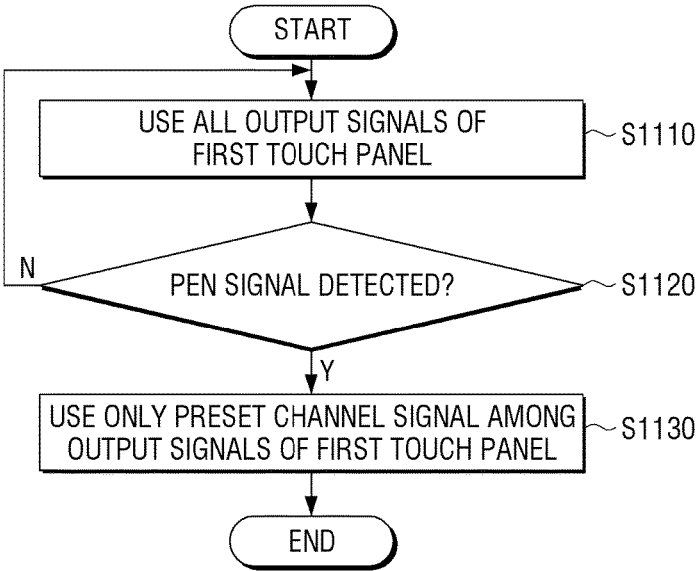 START
USE ALL OUTPUT SIGNALS OF
FIRST TOUCH PANEL
S1110
PEN SIGNAL DETECTED?
S1120
N
Y
USE ONLY PRESET CHANNEL SIGNAL AMONG
OUTPUT SIGNALS OF FIRST TOUCH PANEL
S1130
END